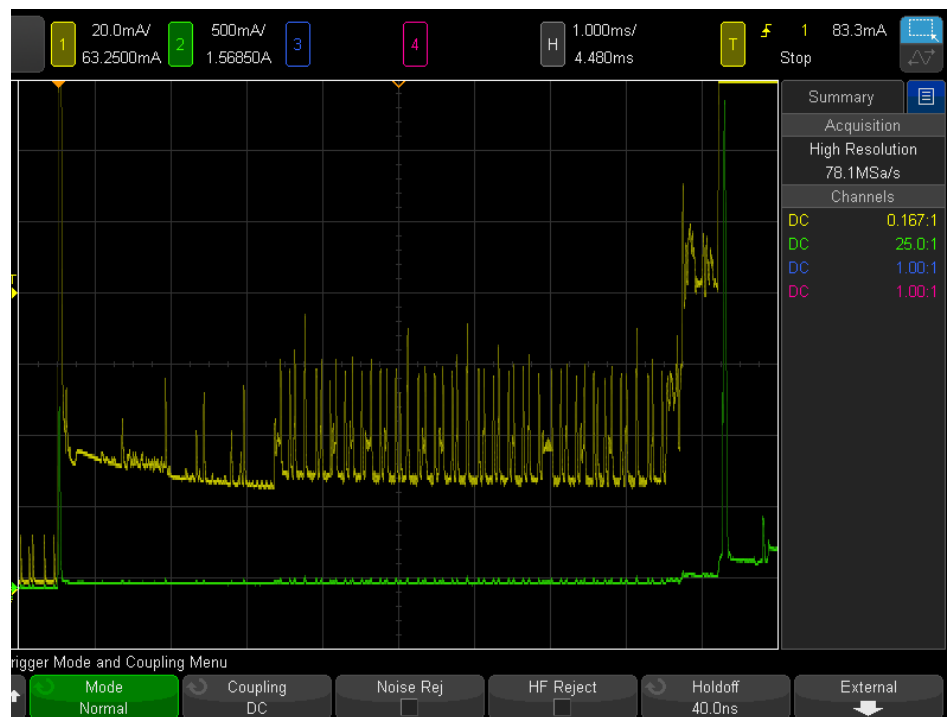 1 20.0mA/ 63.2500mA
2 500mA/ 1.56850A
3
4
H 1.000ms/ 4.480ms
T 1 83.3mA
Stop
Summary
Acquisition
High Resolution
78.1MSa/s
Channels
DC 0.167:1
DC 25.0:1
DC 1.00:1
DC 1.00:1
T
rigger Mode and Coupling Menu
Mode
Normal
Coupling
DC
Noise Rej
HF Reject
Holdoff
40.0ns
External